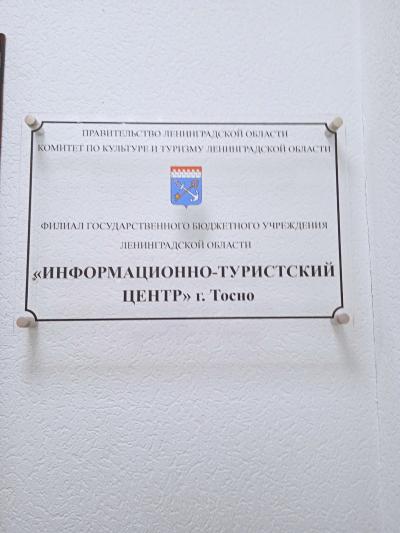 ПРАВИТЕЛЬСТВО ЛЕНИНГРАДСКОЙ ОБЛАСТИ
КОМИТЕТ ПО КУЛЬТУРЕ И ТУРИЗМУ ЛЕНИНГРАДСКОЙ ОБЛАСТИ
ФИЛИАЛ ГОСУДАРСТВЕННОГО БЮДЖЕТНОГО УЧРЕЖДЕНИЯ
ЛЕНИНГРАДСКОЙ ОБЛАСТИ
«ИНФОРМАЦИОННО-ТУРИСТСКИЙ
ЦЕНТР» г. Тосно